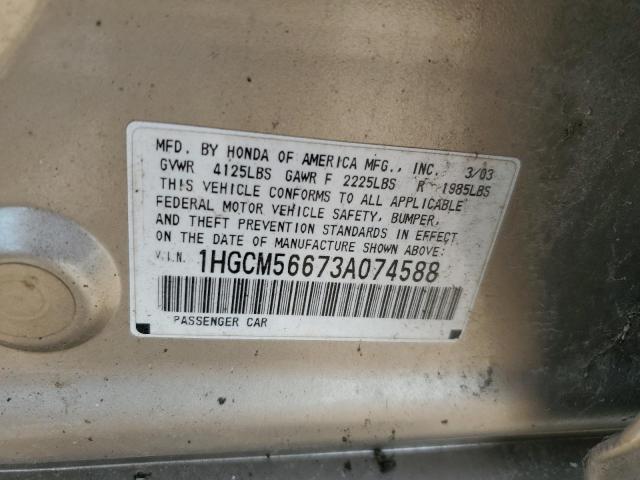 MFD. BY HONDA OF AMERICA MFG., INC. 3/03
GVWR 4125LBS GAWR F 2225LBS R 1985LBS
THIS VEHICLE CONFORMS TO ALL APPLICABLE
FEDERAL MOTOR VEHICLE SAFETY, BUMPER,
AND THEFT PREVENTION STANDARDS IN EFFECT
ON THE DATE OF MANUFACTURE SHOWN ABOVE:
V.I.N. 1HGCM56673A074588
PASSENGER CAR